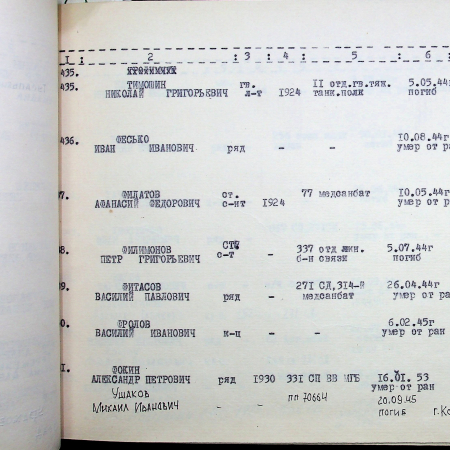 I : 2 : 3 : 4 : 5 : 6 :
435.
435. ТИМОШИН гв. II отд.гв.тяж. 5.05.44г
НИКОЛАЙ ГРИГОРЬЕВИЧ л-т 1924 танк.полк погиб
436. ФЕСЬКО 10.08.44г
ИВАН ИВАНОВИЧ ряд - - умер от ран
7. ФИЛАТОВ ст. 77 медсанбат 10.05.44г
АФАНАСИЙ ФЕДОРОВИЧ с-нт 1924 умер от ра
8. ФИЛИМОНОВ СТ 337 отд лин. 5.07.44г
ПЕТР ГРИГОРЬЕВИЧ с-т - б-н связи погиб
9. ФИТАСОВ 271 СД,314-й 26.04.44г
ВАСИЛИЙ ПАВЛОВИЧ ряд - медсанбат умер от ра
0. ФРОЛОВ 6.02.45г
ВАСИЛИЙ ИВАНОВИЧ - - умер от ран
1. ФОКИН
АЛЕКСАНДР ПЕТРОВИЧ ряд 1930 331 СП ВВ МГБ 16.01.53
умер от ран
Ушаков пп 70664 20.09.45
Михаил Иванович - - погиб г.Ко